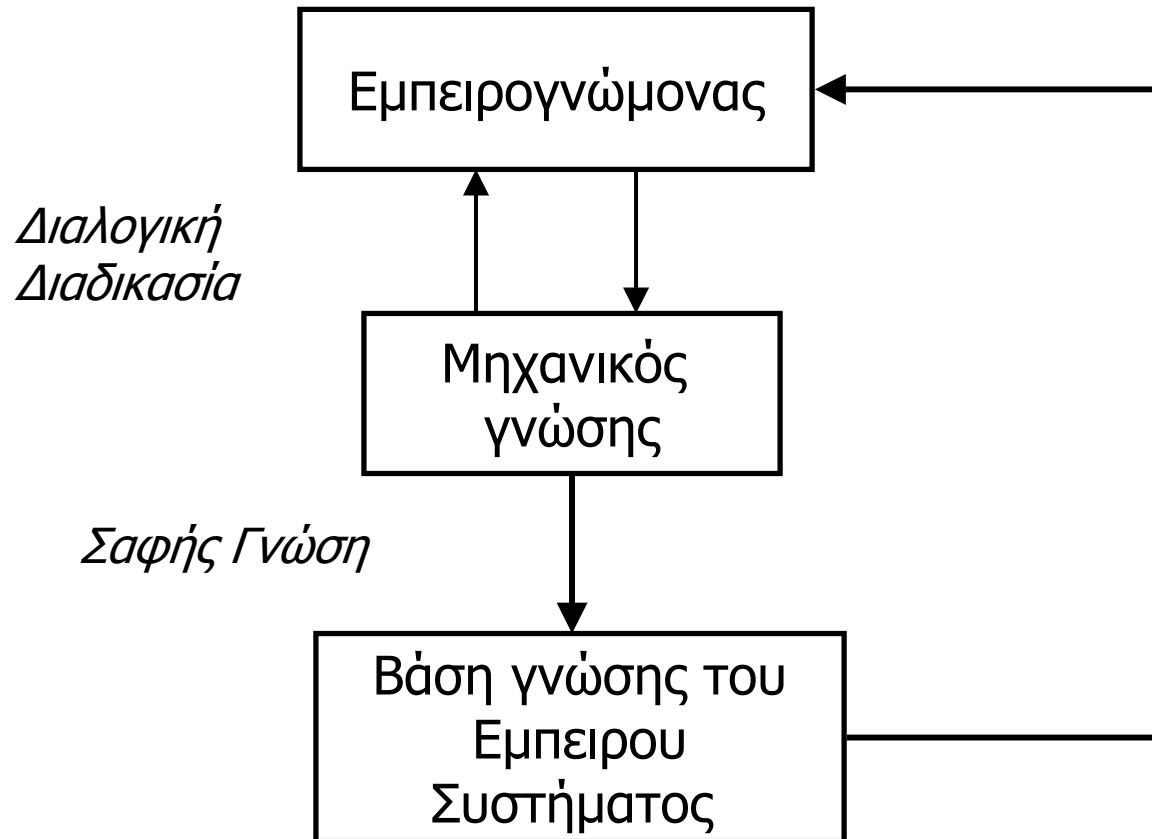 Εμπειρογνώμονας
Διαλογική
Διαδικασία
Μηχανικός
γνώσης
Σαφής Γνώση
Βάση γνώσης του
Εμπειρου
Συστήματος